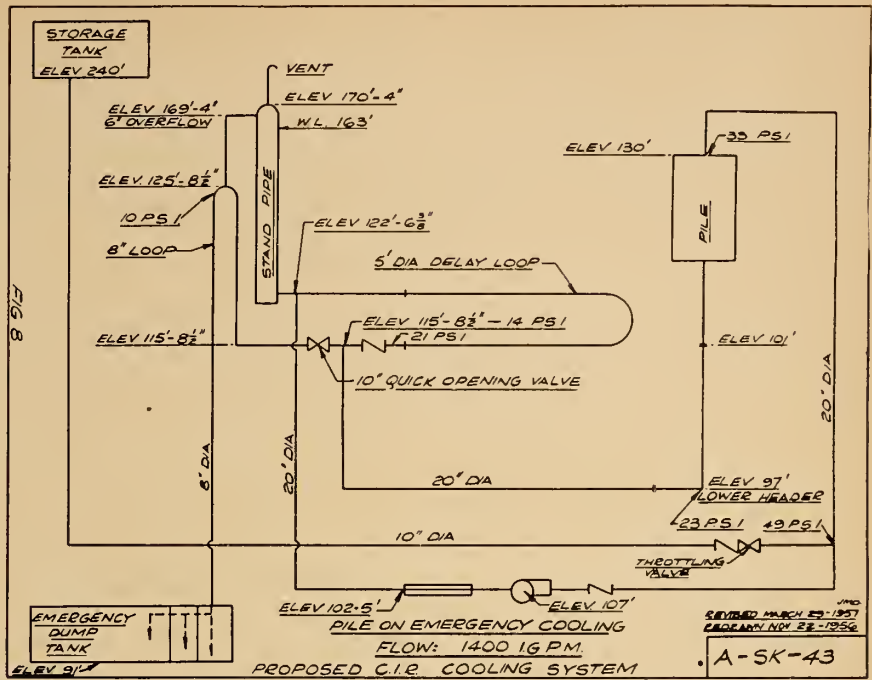 STORAGE
TANK
ELEV 240'
VENT
ELEV 170'-4"
ELEV 169'-4"
6" OVERFLOW
W.L. 163'
35 PSI
ELEV 130'
ELEV. 125'-8½"
10 PSI
8" LOOP
STAND PIPE
ELEV 122'-6⅜"
5' DIA DELAY LOOP
PILE
FIG 8
ELEV 115'-8½"
ELEV 115'-8½" — 14 PSI
21 PSI
10" QUICK OPENING VALVE
ELEV 101'
8" DIA
20" DIA
20" DIA
20" DIA
ELEV 97'
LOWER HEADER
23 PSI
49 PSI
10" DIA
THROTTLING
VALVE
ELEV 102.5'
ELEV 107'
EMERGENCY
DUMP
TANK
ELEV 91'
PILE ON EMERGENCY COOLING
FLOW: 1400 I.G.P.M.
PROPOSED C.I.R. COOLING SYSTEM
JMD
REVISED MARCH 29-1957
REDRAWN NOV 22-1956
A-SK-43